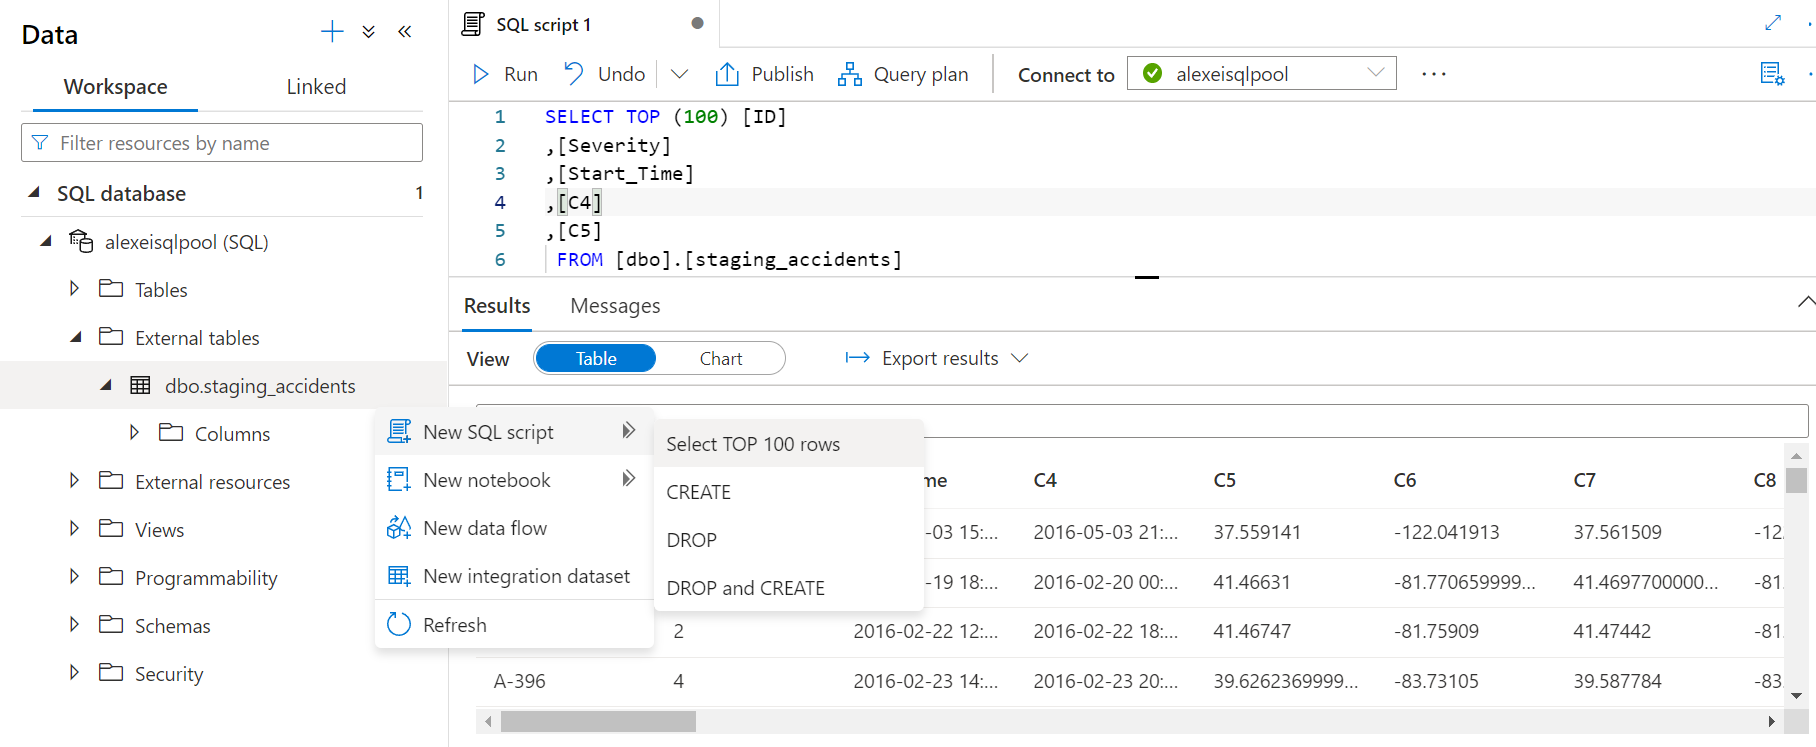 Data
Workspace
Linked
Filter resources by name
SQL database
1
alexeisqlpool (SQL)
Tables
External tables
dbo.staging_accidents
Columns
External resources
Views
Programmability
Schemas
Security
New SQL script
New notebook
New data flow
New integration dataset
Refresh
Select TOP 100 rows
CREATE
DROP
DROP and CREATE
SQL script 1
Run
Undo
Publish
Query plan
Connect to
alexeisqlpool
1 SELECT TOP (100) [ID]
2 ,[Severity]
3 ,[Start_Time]
4 ,[C4]
5 ,[C5]
6 FROM [dbo].[staging_accidents]
Results
Messages
View
Table
Chart
Export results
me C4 C5 C6 C7 C8
-03 15:... 2016-05-03 21:... 37.559141 -122.041913 37.561509 -12
-19 18:... 2016-02-20 00:... 41.46631 -81.770659999... 41.4697700000... -81.
2 2016-02-22 12:... 2016-02-22 18:... 41.46747 -81.75909 41.47442 -81.
A-396 4 2016-02-23 14:... 2016-02-23 20:... 39.6262369999... -83.73105 39.587784 -83.